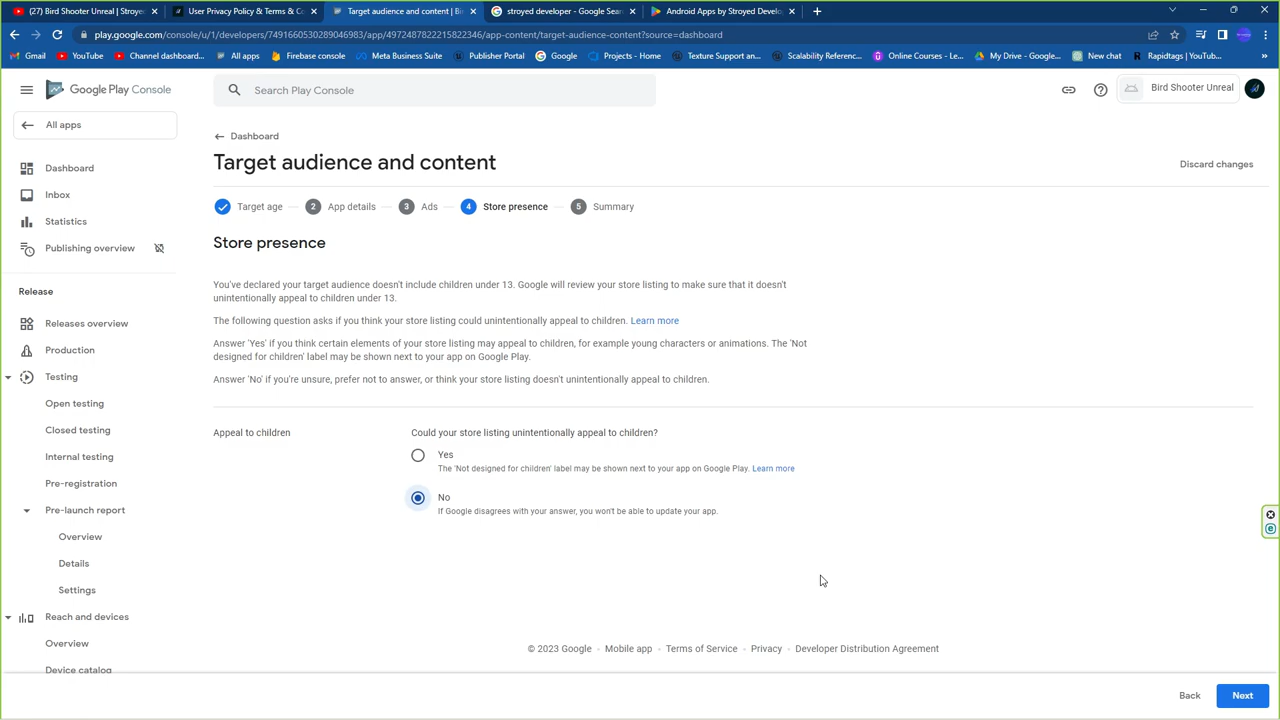 (27) Bird Shooter Unreal | Stroyed
User Privacy Policy & Terms & Co
Target audience and content | Bi
stroyed developer - Google Sear
Android Apps by Stroyed Develo
play.google.com/console/u/1/developers/7491660530289046983/app/4972487822215822346/app-content/target-audience-content?source=dashboard
Gmail
YouTube
Channel dashboard...
All apps
Firebase console
Meta Business Suite
Publisher Portal
Google
Projects - Home
Texture Support an...
Scalability Referenc...
Online Courses - Le...
My Drive - Google...
New chat
Rapidtags | YouTub...
Google Play Console
Search Play Console
Bird Shooter Unreal
All apps
Dashboard
Inbox
Statistics
Publishing overview
Release
Releases overview
Production
Testing
Open testing
Closed testing
Internal testing
Pre-registration
Pre-launch report
Overview
Details
Settings
Reach and devices
Overview
Device catalog
Dashboard
Target audience and content
Discard changes
Target age
2 App details
3 Ads
4 Store presence
5 Summary
Store presence
You've declared your target audience doesn't include children under 13. Google will review your store listing to make sure that it doesn't
unintentionally appeal to children under 13.
The following question asks if you think your store listing could unintentionally appeal to children. Learn more
Answer 'Yes' if you think certain elements of your store listing may appeal to children, for example young characters or animations. The 'Not
designed for children' label may be shown next to your app on Google Play.
Answer 'No' if you're unsure, prefer not to answer, or think your store listing doesn't unintentionally appeal to children.
Appeal to children
Could your store listing unintentionally appeal to children?
Yes
The 'Not designed for children' label may be shown next to your app on Google Play. Learn more
No
If Google disagrees with your answer, you won't be able to update your app.
© 2023 Google · Mobile app · Terms of Service · Privacy · Developer Distribution Agreement
Back
Next